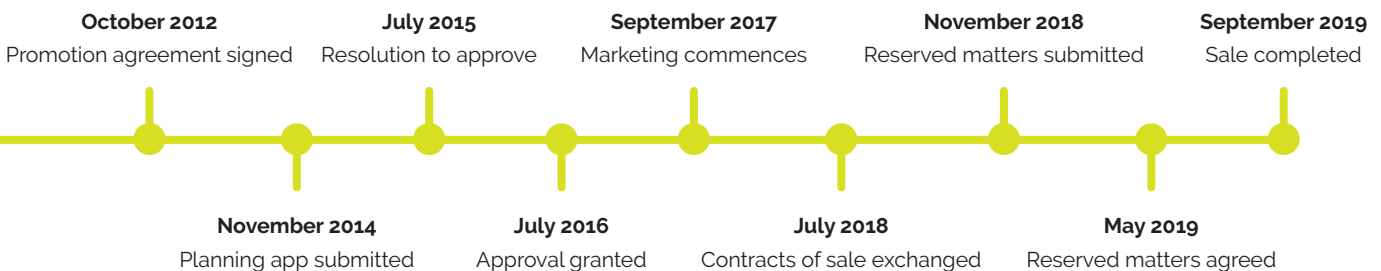 October 2012
Promotion agreement signed
July 2015
Resolution to approve
September 2017
Marketing commences
November 2018
Reserved matters submitted
September 2019
Sale completed
November 2014
Planning app submitted
July 2016
Approval granted
July 2018
Contracts of sale exchanged
May 2019
Reserved matters agreed